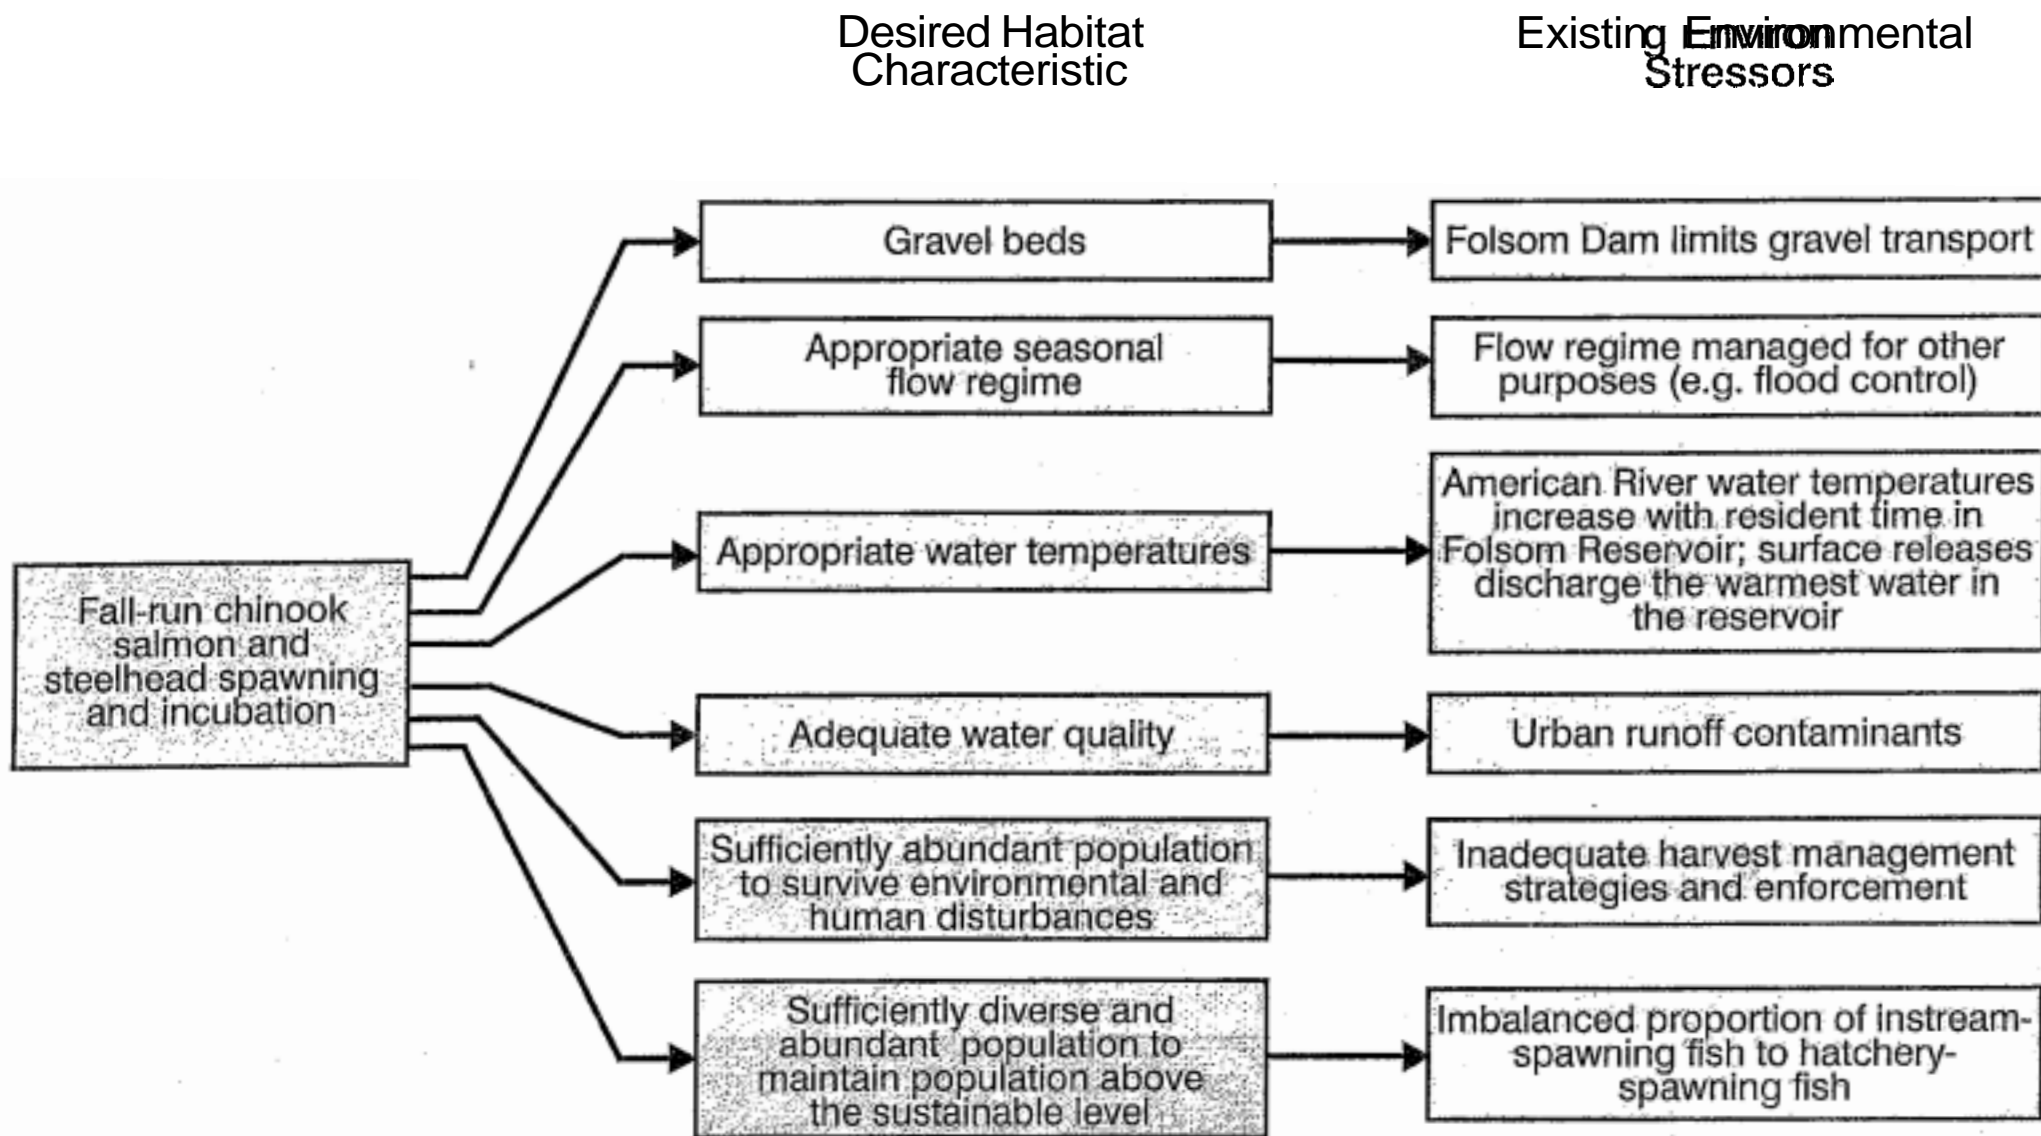 Desired Habitat
Characteristic
Existing Environmental
Stressors
Fall-run chinook
salmon and
steelhead spawning
and incubation
Gravel beds
Folsom Dam limits gravel transport
Appropriate seasonal
flow regime
Flow regime managed for other
purposes (e.g. flood control)
Appropriate water temperatures
American River water temperatures
increase with resident time in
Folsom Reservoir; surface releases
discharge the warmest water in
the reservoir
Adequate water quality
Urban runoff contaminants
Sufficiently abundant population
to survive environmental and
human disturbances
Inadequate harvest management
strategies and enforcement
Sufficiently diverse and
abundant population to
maintain population above
the sustainable level
Imbalanced proportion of instream-
spawning fish to hatchery-
spawning fish